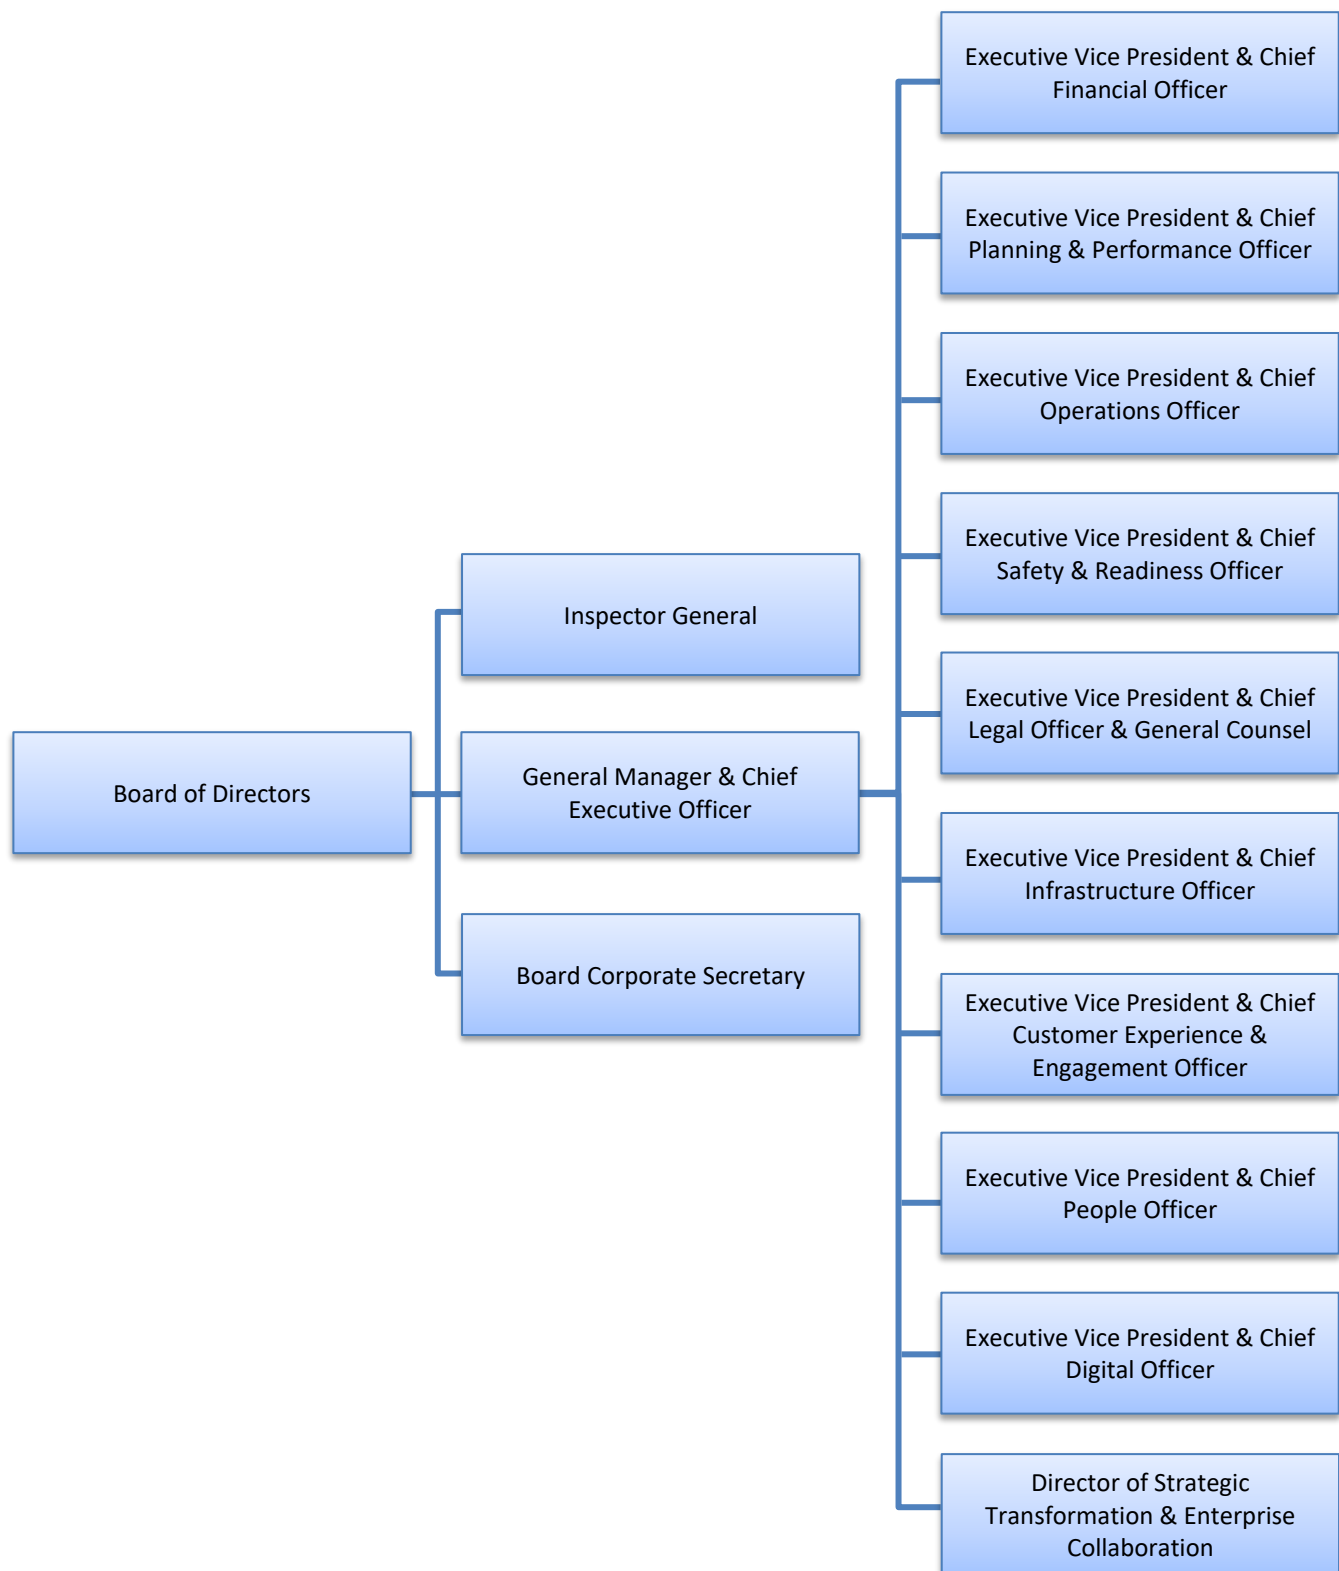 Board of Directors
Inspector General
General Manager & Chief
Executive Officer
Board Corporate Secretary
Executive Vice President & Chief
Financial Officer
Executive Vice President & Chief
Planning & Performance Officer
Executive Vice President & Chief
Operations Officer
Executive Vice President & Chief
Safety & Readiness Officer
Executive Vice President & Chief
Legal Officer & General Counsel
Executive Vice President & Chief
Infrastructure Officer
Executive Vice President & Chief
Customer Experience &
Engagement Officer
Executive Vice President & Chief
People Officer
Executive Vice President & Chief
Digital Officer
Director of Strategic
Transformation & Enterprise
Collaboration